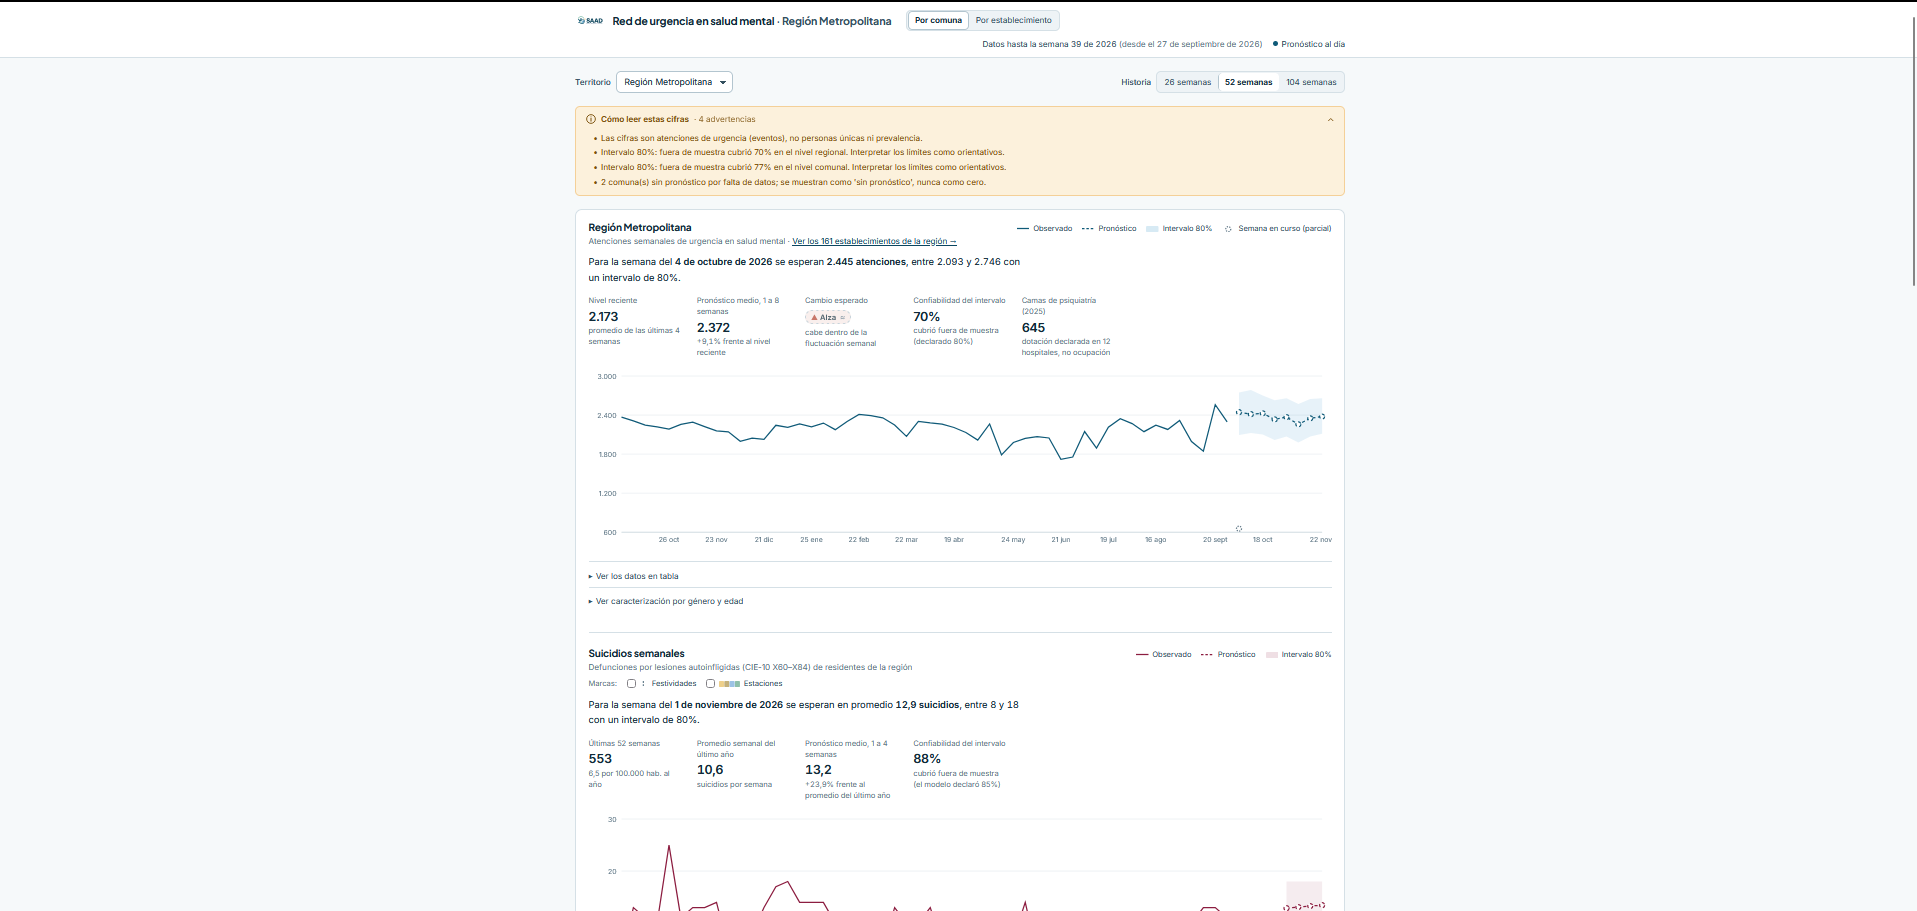 SAAD Red de urgencia en salud mental · Región Metropolitana
Por comuna
Por establecimiento
Datos hasta la semana 39 de 2026 (desde el 27 de septiembre de 2026)
Pronóstico al día
Territorio
Región Metropolitana
Historia
26 semanas
52 semanas
104 semanas
Cómo leer estas cifras · 4 advertencias
• Las cifras son atenciones de urgencia (eventos), no personas únicas ni prevalencia.
• Intervalo 80%: fuera de muestra cubrió 70% en el nivel regional. Interpretar los límites como orientativos.
• Intervalo 80%: fuera de muestra cubrió 77% en el nivel comunal. Interpretar los límites como orientativos.
• 2 comuna(s) sin pronóstico por falta de datos; se muestran como 'sin pronóstico', nunca como cero.
Región Metropolitana
Atenciones semanales de urgencia en salud mental · Ver los 161 establecimientos de la región →
Observado
Pronóstico
Intervalo 80%
Semana en curso (parcial)
Para la semana del 4 de octubre de 2026 se esperan 2.445 atenciones, entre 2.093 y 2.746 con
un intervalo de 80%.
Nivel reciente
2.173
promedio de las últimas 4
semanas
Pronóstico medio, 1 a 8
semanas
2.372
+9,1% frente al nivel
reciente
Cambio esperado
▲ Alza ≈
cabe dentro de la
fluctuación semanal
Confiabilidad del intervalo
70%
cubrió fuera de muestra
(declarado 80%)
Camas de psiquiatría
(2025)
645
dotación declarada en 12
hospitales, no ocupación
3.000
2.400
1.800
1.200
600
26 oct
23 nov
21 dic
25 ene
22 feb
22 mar
19 abr
24 may
21 jun
19 jul
16 ago
20 sept
18 oct
22 nov
▸ Ver los datos en tabla
▸ Ver caracterización por género y edad
Suicidios semanales
Defunciones por lesiones autoinfligidas (CIE-10 X60–X84) de residentes de la región
Observado
Pronóstico
Intervalo 80%
Marcas:
Festividades
Estaciones
Para la semana del 1 de noviembre de 2026 se esperan en promedio 12,9 suicidios, entre 8 y 18
con un intervalo de 80%.
Últimas 52 semanas
553
6,5 por 100.000 hab. al
año
Promedio semanal del
último año
10,6
suicidios por semana
Pronóstico medio, 1 a 4
semanas
13,2
+23,9% frente al
promedio del último año
Confiabilidad del intervalo
88%
cubrió fuera de muestra
(el modelo declaró 85%)
30
20